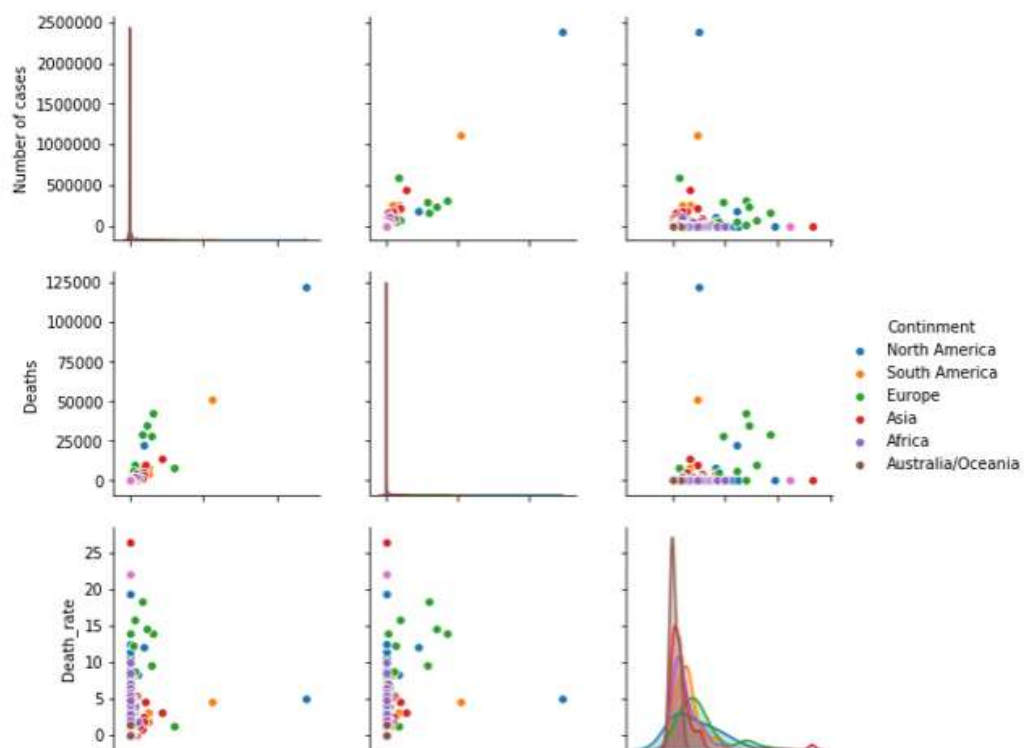 2500000
2000000
1500000
1000000
500000
0
Number of cases
125000
100000
75000
50000
25000
0
Deaths
25
20
15
10
5
0
Death_rate
Continment
North America
South America
Europe
Asia
Africa
Australia/Oceania